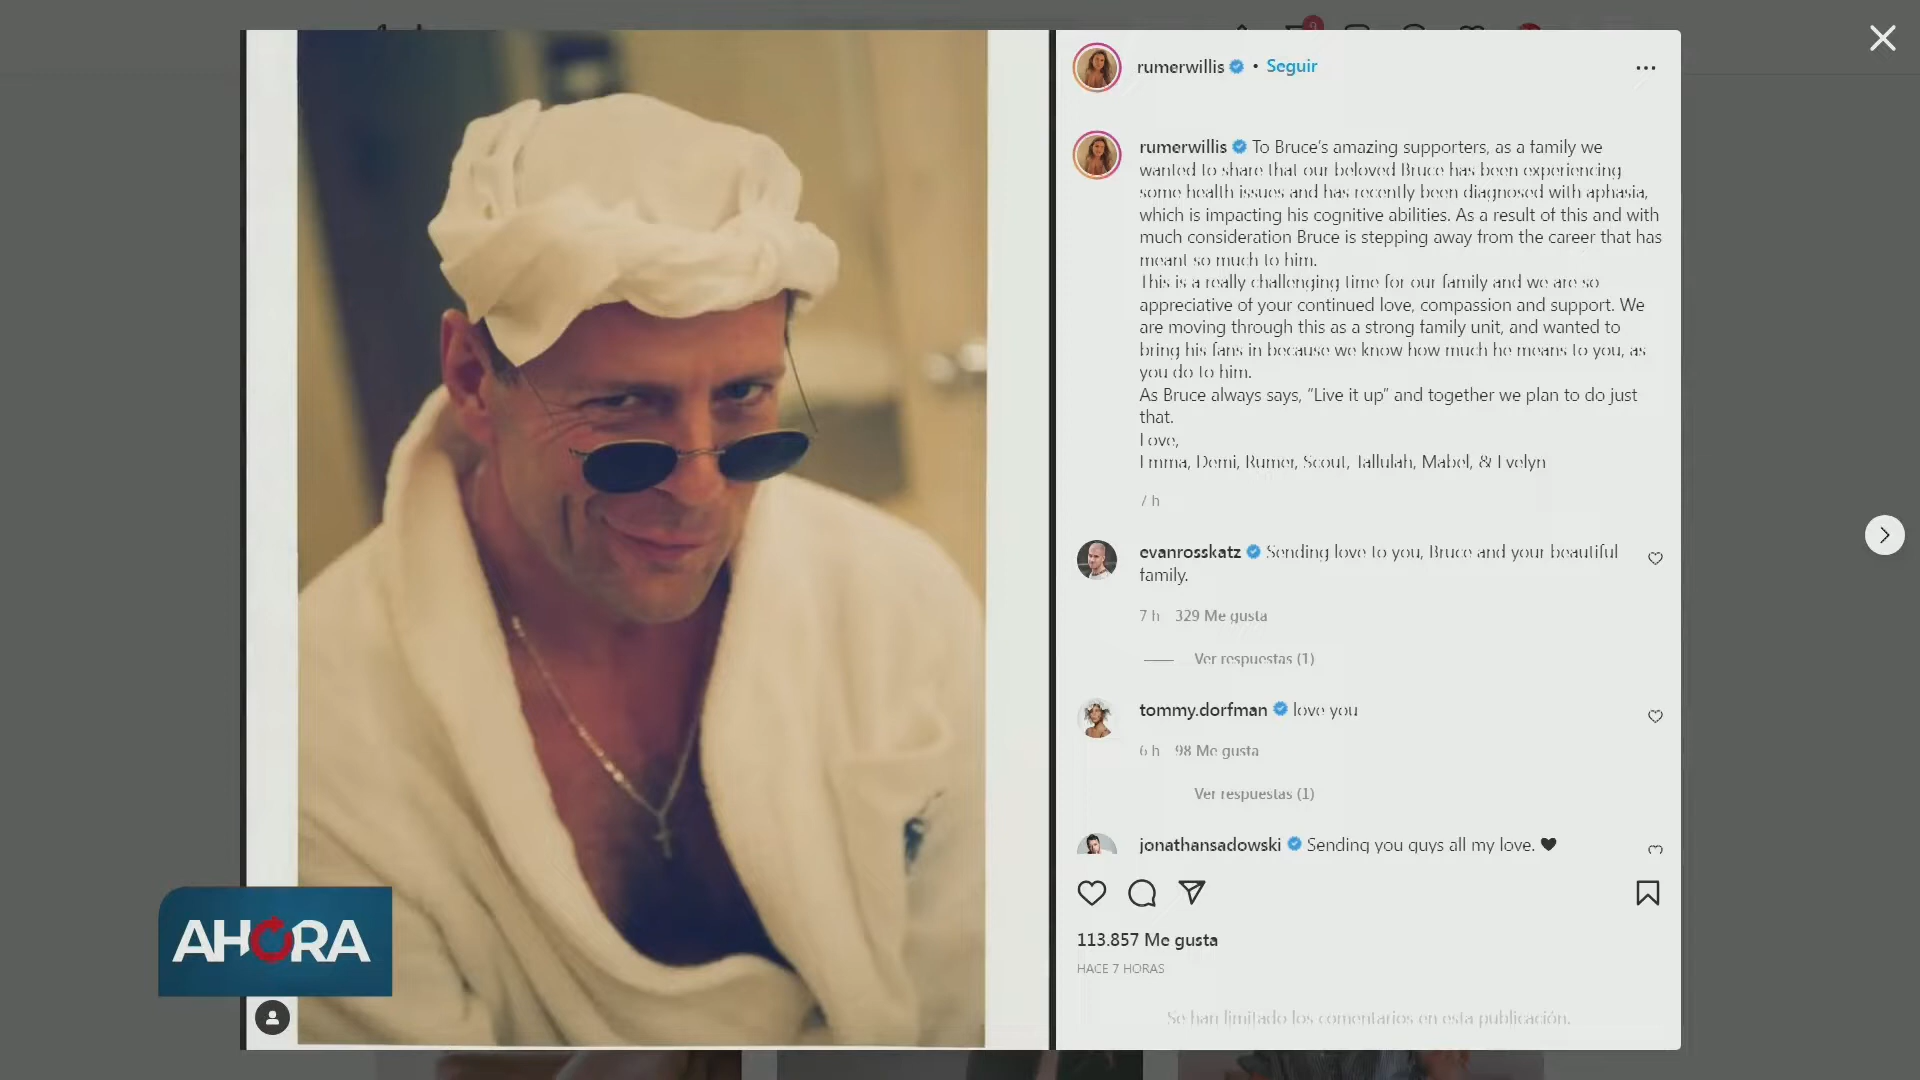 rumerwillis • Seguir
rumerwillis To Bruce's amazing supporters, as a family we
wanted to share that our beloved Bruce has been experiencing
some health issues and has recently been diagnosed with aphasia,
which is impacting his cognitive abilities. As a result of this and with
much consideration Bruce is stepping away from the career that has
meant so much to him.
This is a really challenging time for our family and we are so
appreciative of your continued love, compassion and support. We
are moving through this as a strong family unit, and wanted to
bring his fans in because we know how much he means to you, as
you do to him.
As Bruce always says, "Live it up" and together we plan to do just
that.
Love,
Emma, Demi, Rumer, Scout, Tallulah, Mabel, & Evelyn
7 h
evanrosskatz Sending love to you, Bruce and your beautiful
family.
7 h 329 Me gusta
Ver respuestas (1)
tommy.dorfman love you
6 h 98 Me gusta
Ver respuestas (1)
jonathansadowski Sending you guys all my love. 🖤
113.857 Me gusta
HACE 7 HORAS
Se han limitado los comentarios en esta publicación.
AHORA